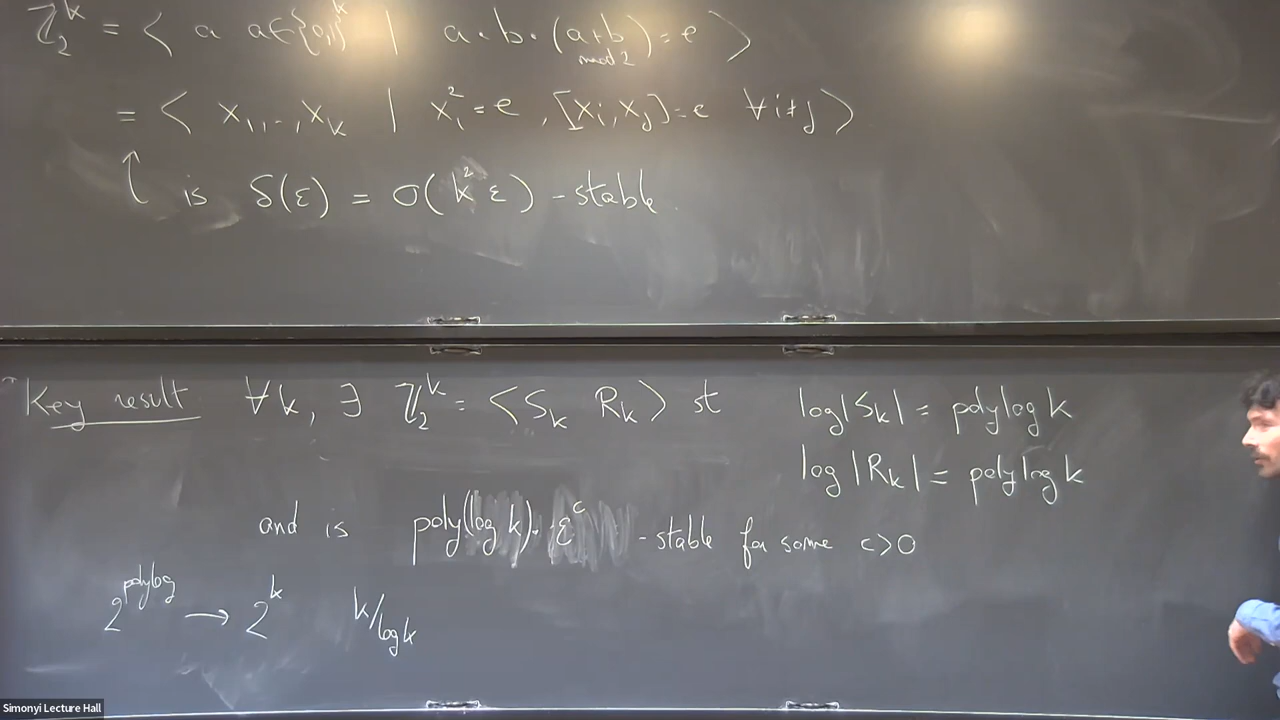 ℤ₂ᵏ = ⟨ a a∈{0,1}ᵏ | a·b·(a+b) = e ⟩
mod 2
= ⟨ x₁,..,xₖ | xᵢ² = e , [xᵢ,xⱼ]=e ∀i≠j ⟩
↑ is δ(ε) = O(k²ε) - stable.
Key result ∀k, ∃ ℤ₂ᵏ = ⟨Sₖ Rₖ⟩ st log|Sₖ| = polylog k
log|Rₖ| = polylog k
and is poly(log k)·εᶜ - stable for some c>0
2^polylog → 2ᵏ k/log k
Simonyi Lecture Hall